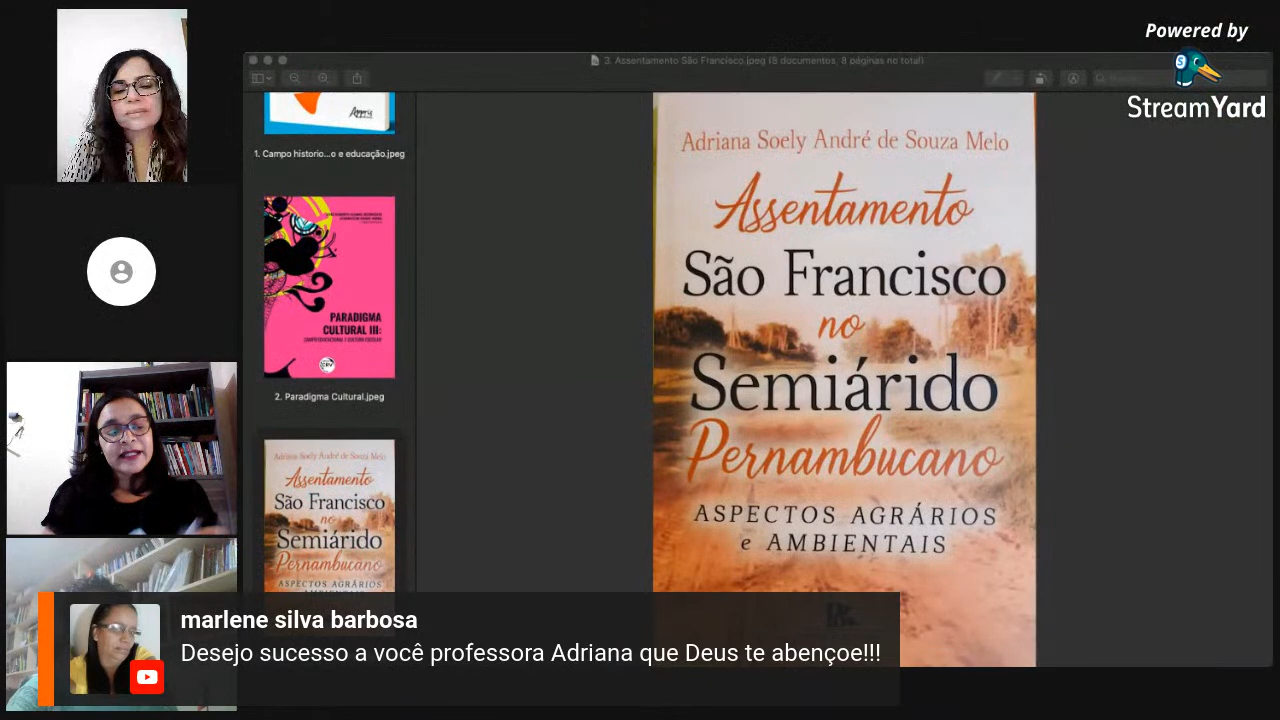 Powered by
StreamYard
3. Assentamento São Francisco.jpeg (8 documentos, 8 páginas no total)
1. Campo historio...o e educação.jpeg
PARADIGMA
CULTURAL III:
2. Paradigma Cultural.jpeg
Adriana Soely André de Souza Melo
Assentamento
São Francisco
no
Semiárido
Pernambucano
ASPECTOS AGRÁRIOS
Adriana Soely André de Souza Melo
Assentamento
São Francisco
no
Semiárido
Pernambucano
ASPECTOS AGRÁRIOS
e AMBIENTAIS
marlene silva barbosa
Desejo sucesso a você professora Adriana que Deus te abençoe!!!